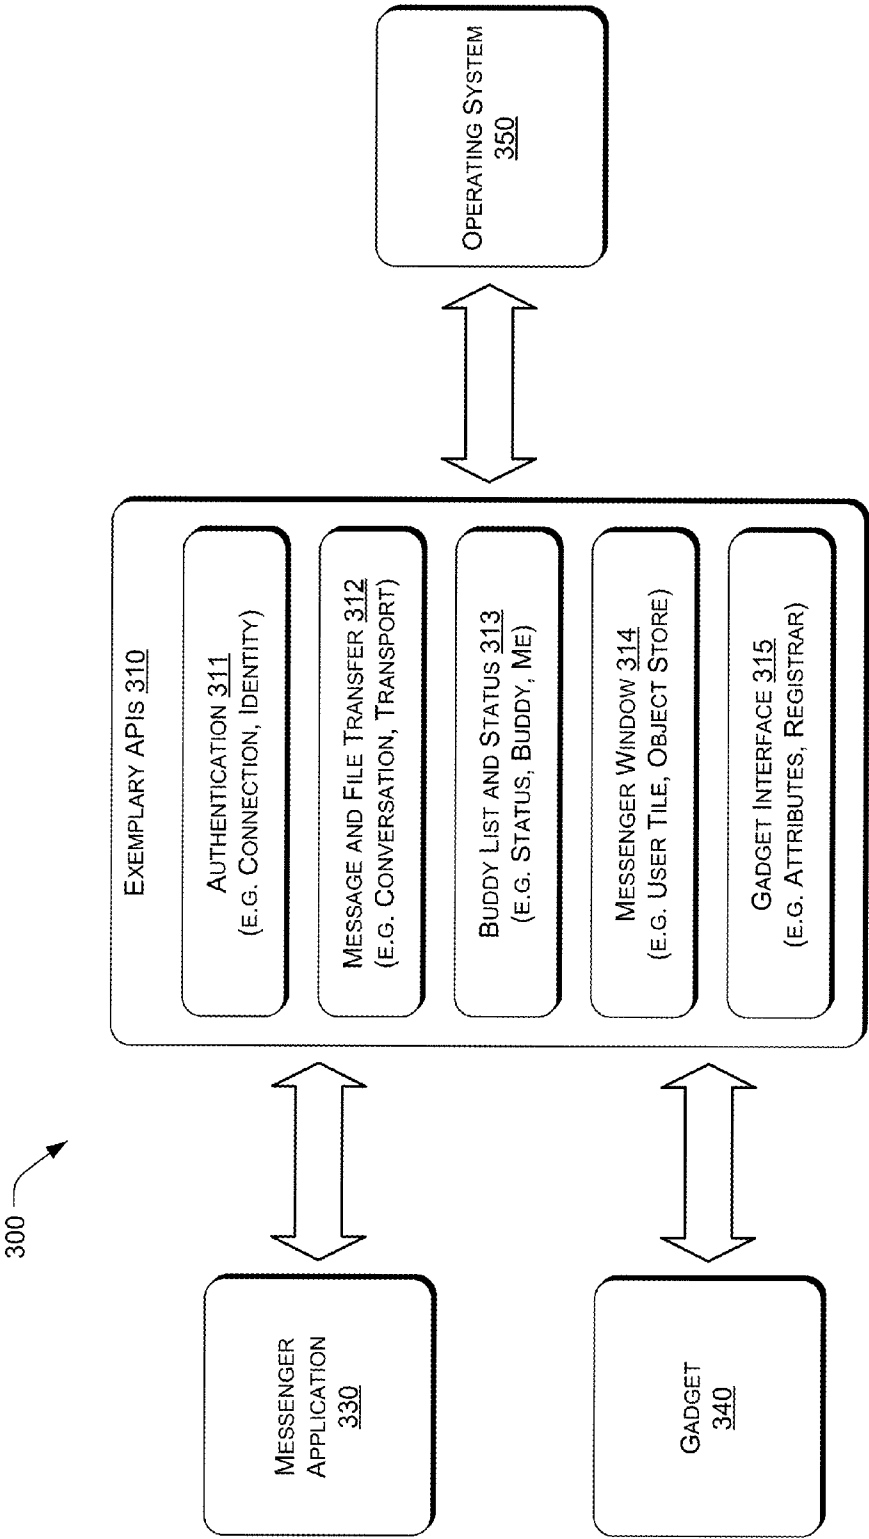 300
MESSENGER
APPLICATION
330
GADGET
340
EXEMPLARY APIS 310
AUTHENTICATION 311
(E.G. CONNECTION, IDENTITY)
MESSAGE AND FILE TRANSFER 312
(E.G. CONVERSATION, TRANSPORT)
BUDDY LIST AND STATUS 313
(E.G. STATUS, BUDDY, ME)
MESSENGER WINDOW 314
(E.G. USER TILE, OBJECT STORE)
GADGET INTERFACE 315
(E.G. ATTRIBUTES, REGISTRAR)
OPERATING SYSTEM
350